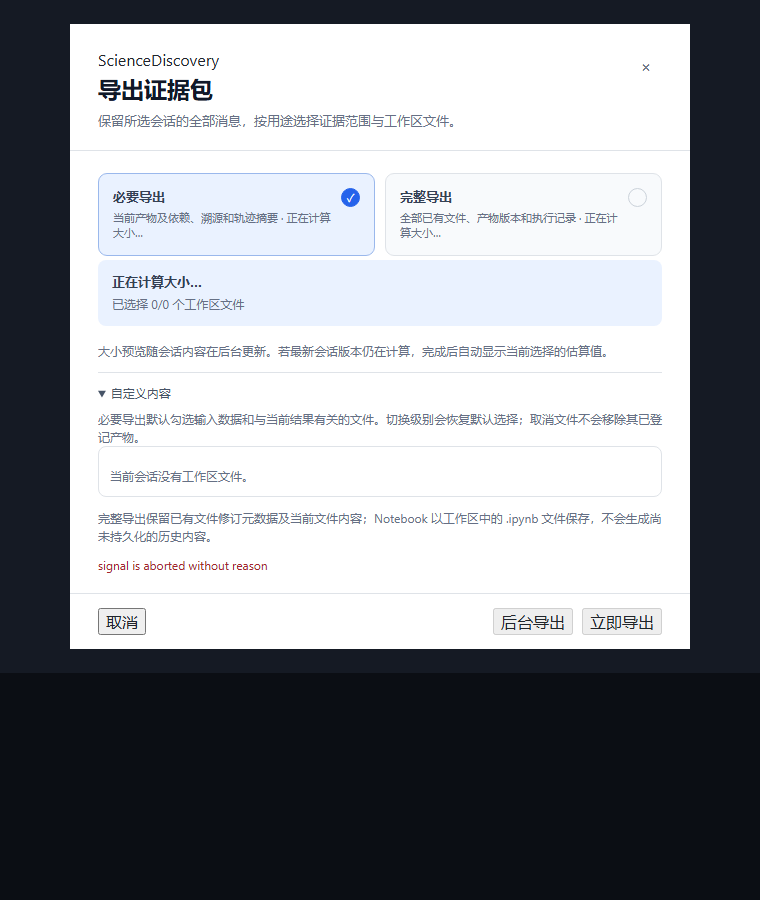 ScienceDiscovery
×
导出证据包
保留所选会话的全部消息，按用途选择证据范围与工作区文件。
必要导出
当前产物及依赖、溯源和轨迹摘要 · 正在计算
大小...
完整导出
全部已有文件、产物版本和执行记录 · 正在计
算大小...
正在计算大小...
已选择 0/0 个工作区文件
大小预览随会话内容在后台更新。若最新会话版本仍在计算，完成后自动显示当前选择的估算值。
▼ 自定义内容
必要导出默认勾选输入数据和与当前结果有关的文件。切换级别会恢复默认选择；取消文件不会移除其已登
记产物。
当前会话没有工作区文件。
完整导出保留已有文件修订元数据及当前文件内容；Notebook 以工作区中的 .ipynb 文件保存，不会生成尚
未持久化的历史内容。
signal is aborted without reason
取消
后台导出
立即导出